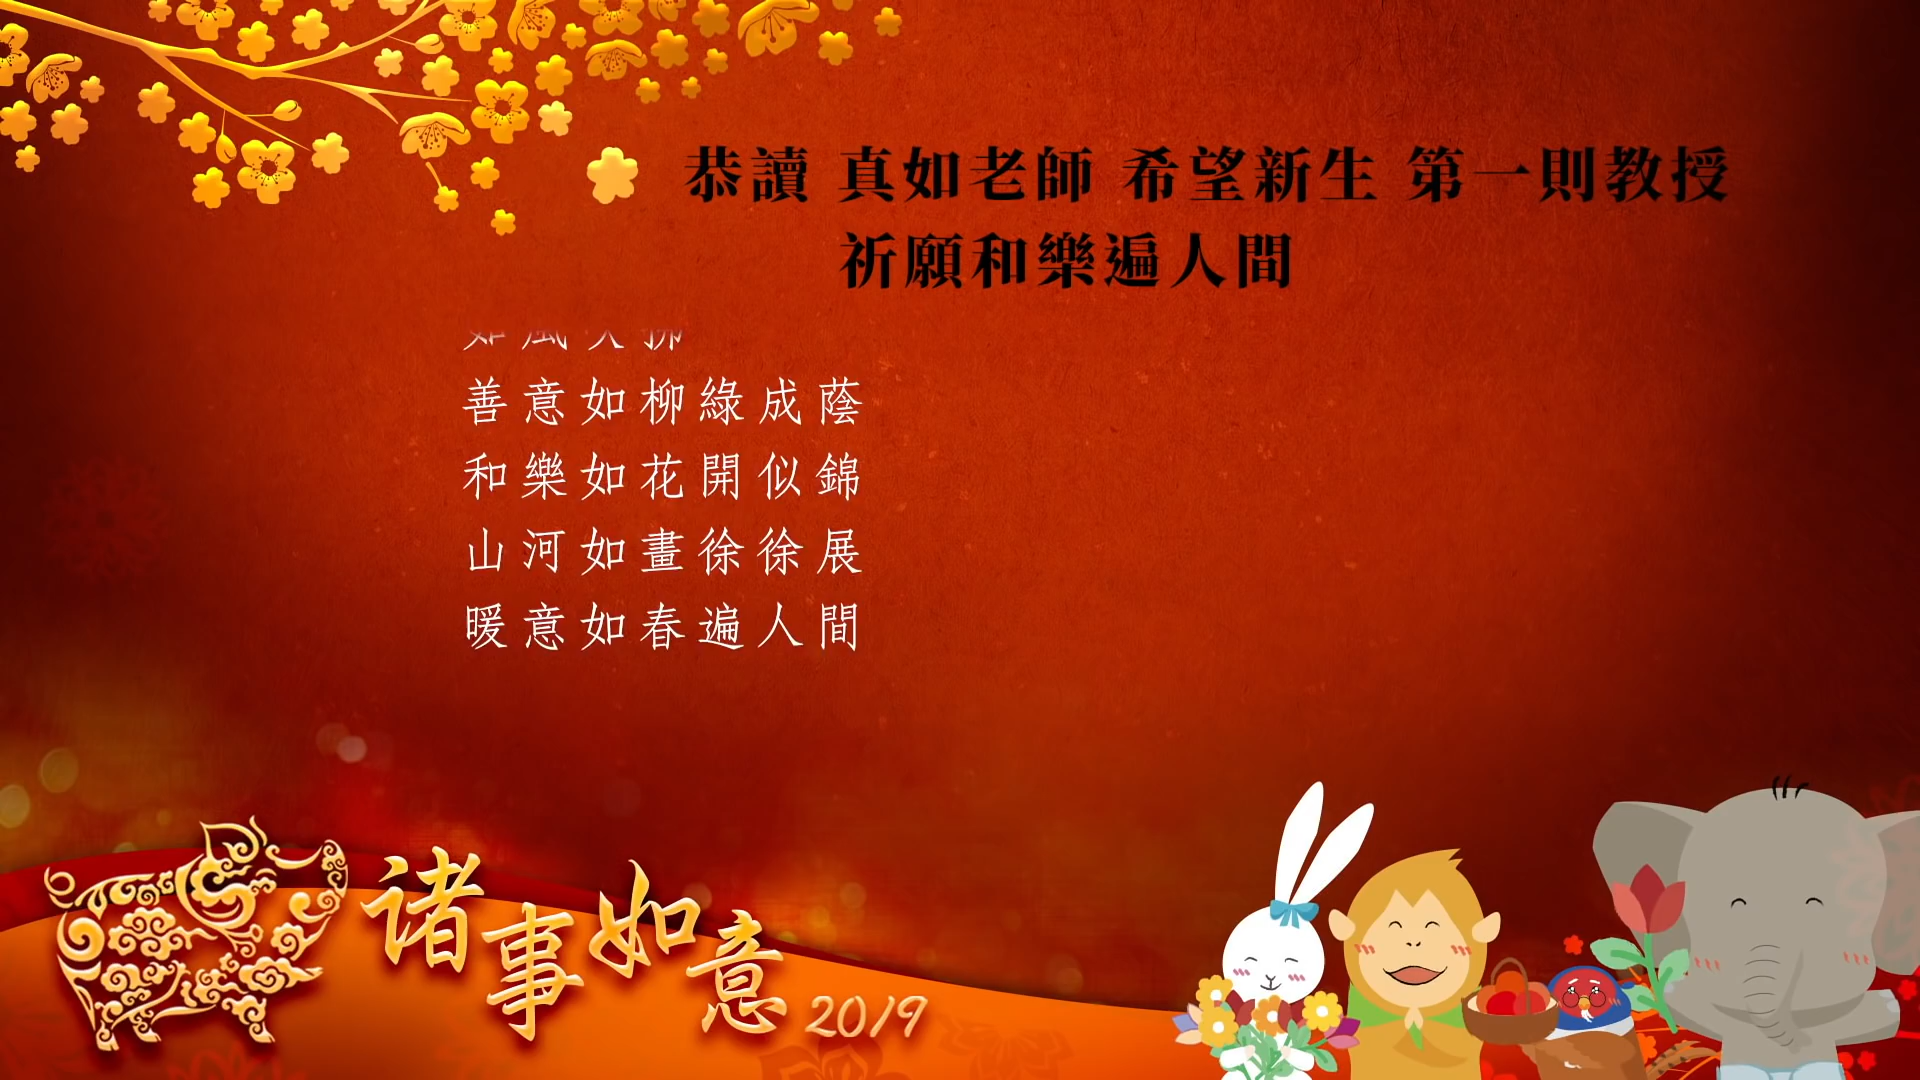 恭讀 真如老師 希望新生 第一則教授
祈願和樂遍人間
善意如柳綠成蔭
和樂如花開似錦
山河如畫徐徐展
暖意如春遍人間
諸事如意 2019